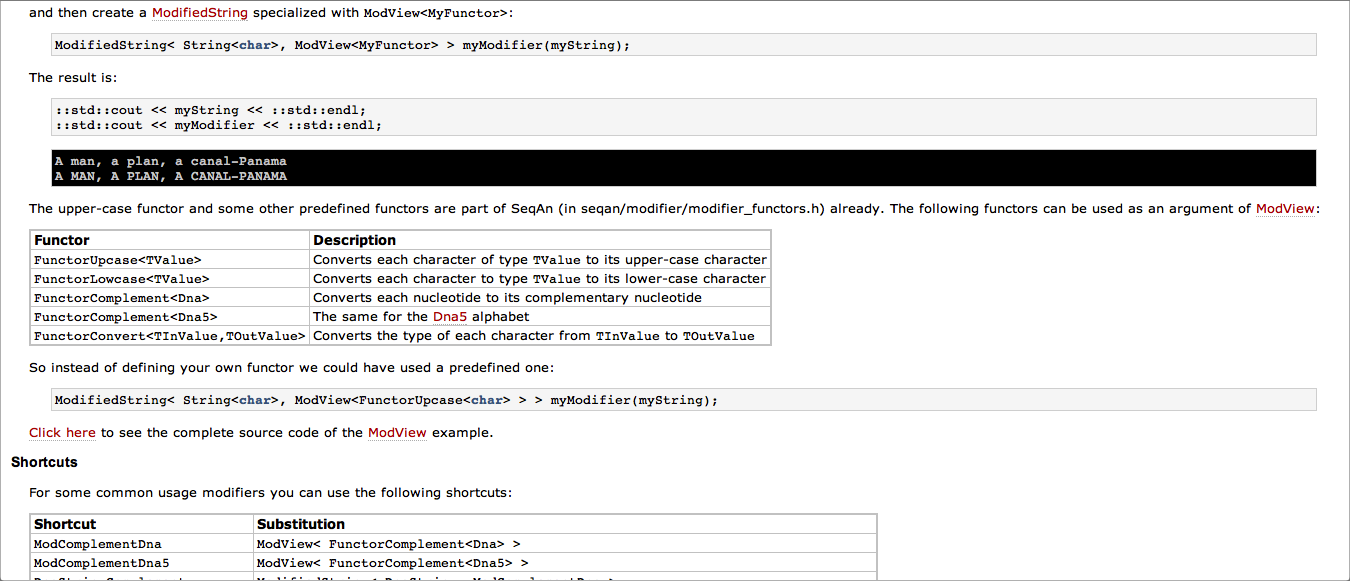 and then create a ModifiedString specialized with ModView<MyFunctor>:
ModifiedString< String<char>, ModView<MyFunctor> > myModifier(myString);
The result is:
::std::cout << myString << ::std::endl;
::std::cout << myModifier << ::std::endl;
A man, a plan, a canal-Panama
A MAN, A PLAN, A CANAL-PANAMA
The upper-case functor and some other predefined functors are part of SeqAn (in seqan/modifier/modifier_functors.h) already. The following functors can be used as an argument of ModView:
Functor Description
FunctorUpcase<TValue> Converts each character of type TValue to its upper-case character
FunctorLowcase<TValue> Converts each character to type TValue to its lower-case character
FunctorComplement<Dna> Converts each nucleotide to its complementary nucleotide
FunctorComplement<Dna5> The same for the Dna5 alphabet
FunctorConvert<TInValue,TOutValue> Converts the type of each character from TInValue to TOutValue
So instead of defining your own functor we could have used a predefined one:
ModifiedString< String<char>, ModView<FunctorUpcase<char> > > myModifier(myString);
Click here to see the complete source code of the ModView example.
Shortcuts
For some common usage modifiers you can use the following shortcuts:
Shortcut Substitution
ModComplementDna ModView< FunctorComplement<Dna> >
ModComplementDna5 ModView< FunctorComplement<Dna5> >